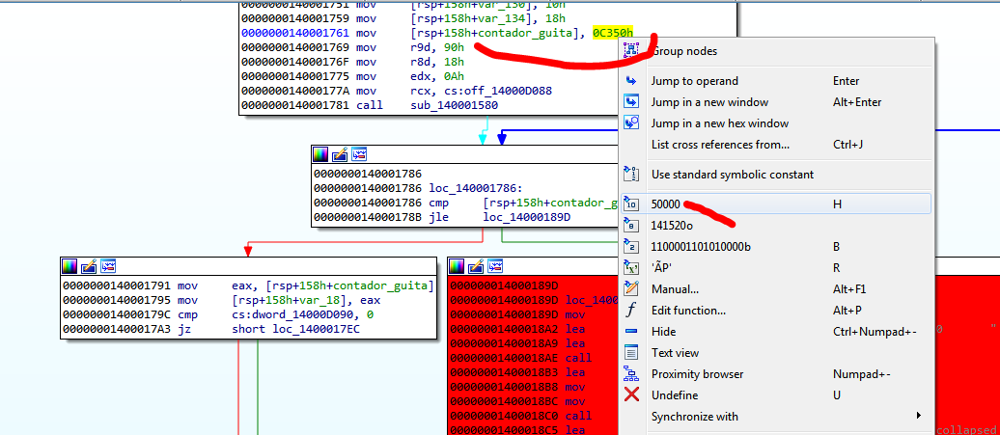 0000000140001751 mov [rsp+158h+var_130], 10h
0000000140001759 mov [rsp+158h+var_134], 18h
0000000140001761 mov [rsp+158h+contador_guita], 0C350h
0000000140001769 mov r9d, 90h
000000014000176F mov r8d, 18h
0000000140001775 mov edx, 0Ah
000000014000177A mov rcx, cs:off_14000D088
0000000140001781 call sub_140001580
Group nodes
Jump to operand Enter
Jump in a new window Alt+Enter
Jump in a new hex window
List cross references from... Ctrl+J
Use standard symbolic constant
50000 H
141520o
1100001101010000b B
'ÃP' R
Manual... Alt+F1
Edit function... Alt+P
Hide Ctrl+Numpad+-
Text view
Proximity browser Numpad+-
Undefine U
Synchronize with
0000000140001786
0000000140001786 loc_140001786:
0000000140001786 cmp [rsp+158h+contador_gu
000000014000178B jle loc_14000189D
0000000140001791 mov eax, [rsp+158h+contador_guita]
0000000140001795 mov [rsp+158h+var_18], eax
000000014000179C cmp cs:dword_14000D090, 0
00000001400017A3 jz short loc_1400017EC
000000014000189D
000000014000189D loc_1400
000000014000189D mov
00000001400018A2 lea
00000001400018A9 lea
00000001400018AE call
00000001400018B3 lea
00000001400018B8 mov
00000001400018BC mov
00000001400018C0 call
00000001400018C5 lea
0 "
collapsed